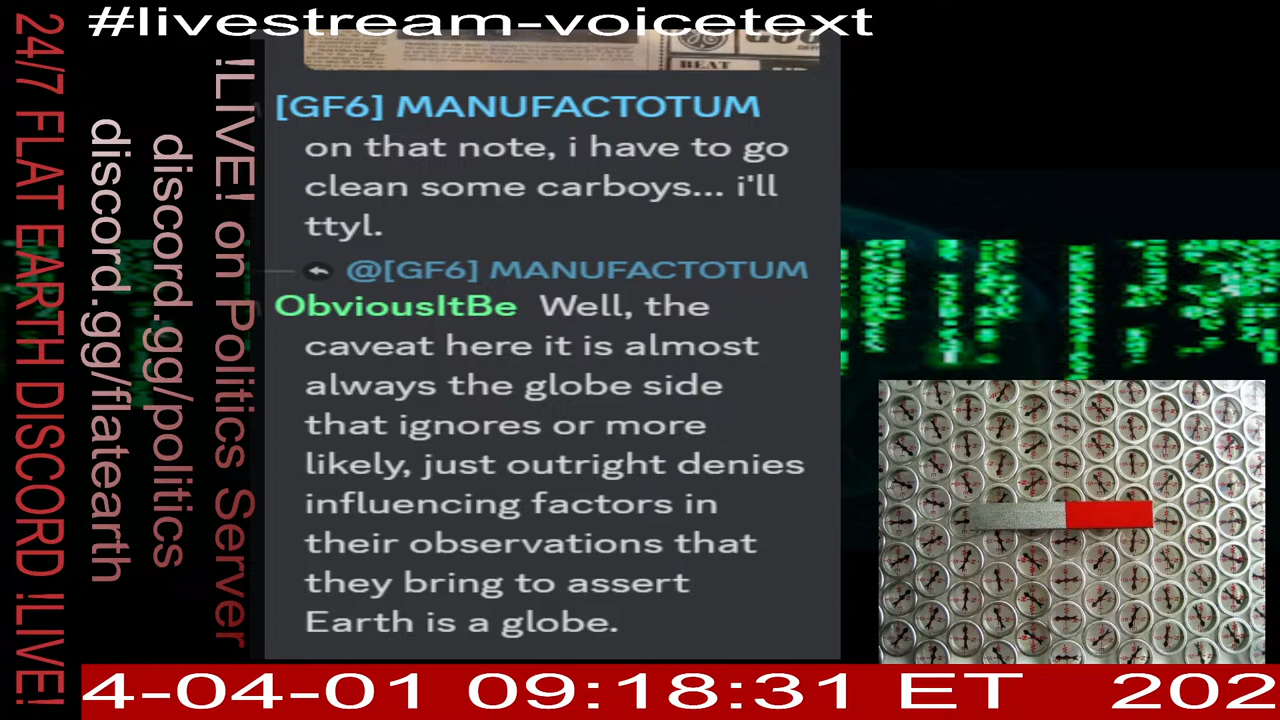 #livestream-voicetext
24/7 FLAT EARTH DISCORD !LIVE!
discord.gg/flatearth
discord.gg/politics
!LIVE! on Politics Server
BEAT
[GF6] MANUFACTOTUM
on that note, i have to go
clean some carboys... i'll
ttyl.
@[GF6] MANUFACTOTUM
ObviousItBe Well, the
caveat here it is almost
always the globe side
that ignores or more
likely, just outright denies
influencing factors in
their observations that
they bring to assert
Earth is a globe.
4-04-01 09:18:31 ET 202